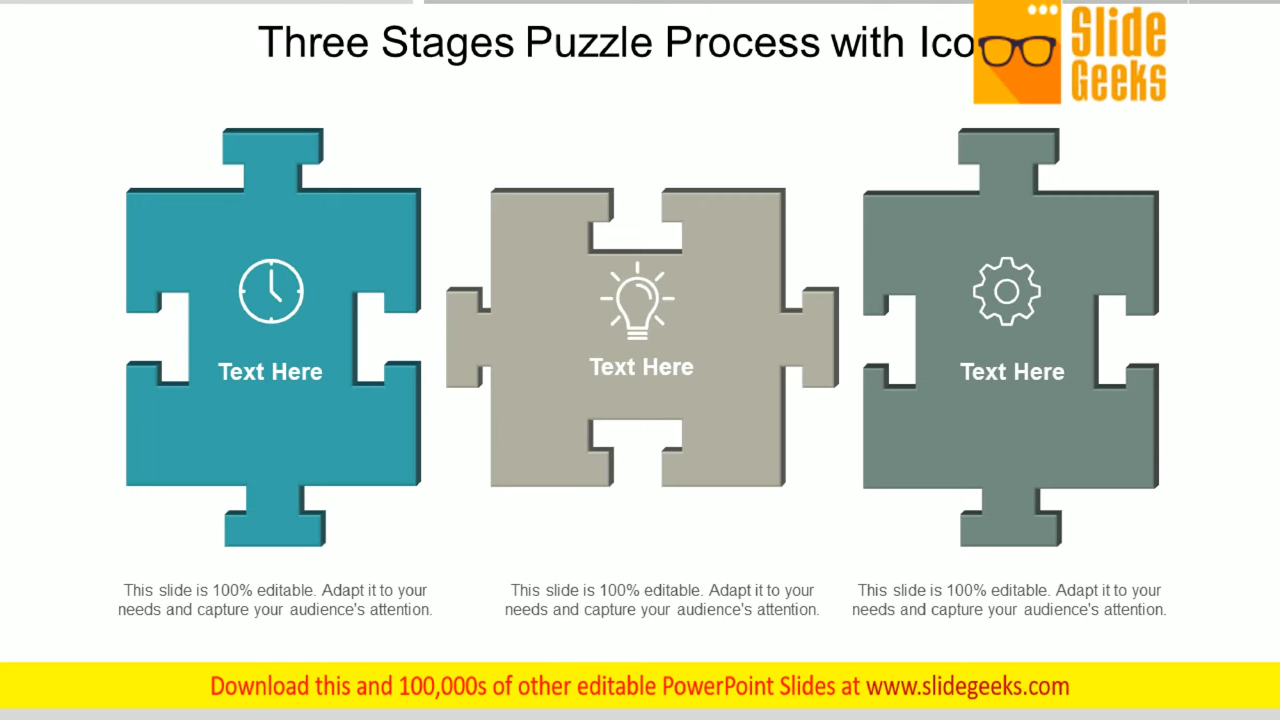 Three Stages Puzzle Process with Ico
Slide
Geeks
Text Here
Text Here
Text Here
This slide is 100% editable. Adapt it to your
needs and capture your audience's attention.
This slide is 100% editable. Adapt it to your
needs and capture your audience's attention.
This slide is 100% editable. Adapt it to your
needs and capture your audience's attention.
Download this and 100,000s of other editable PowerPoint Slides at www.slidegeeks.com